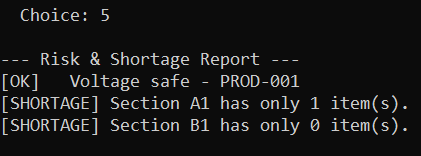 Choice: 5
--- Risk & Shortage Report ---
[OK]   Voltage safe - PROD-001
[SHORTAGE] Section A1 has only 1 item(s).
[SHORTAGE] Section B1 has only 0 item(s).